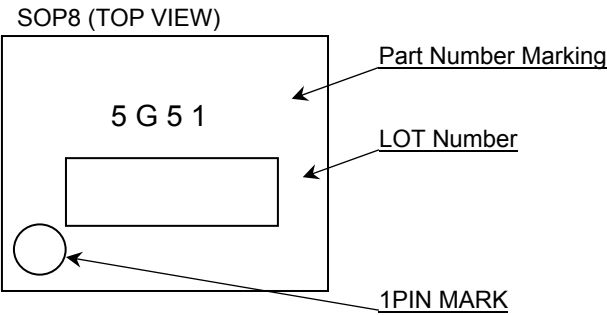 SOP8 (TOP VIEW)
Part Number Marking
5 G 5 1
LOT Number
1PIN MARK